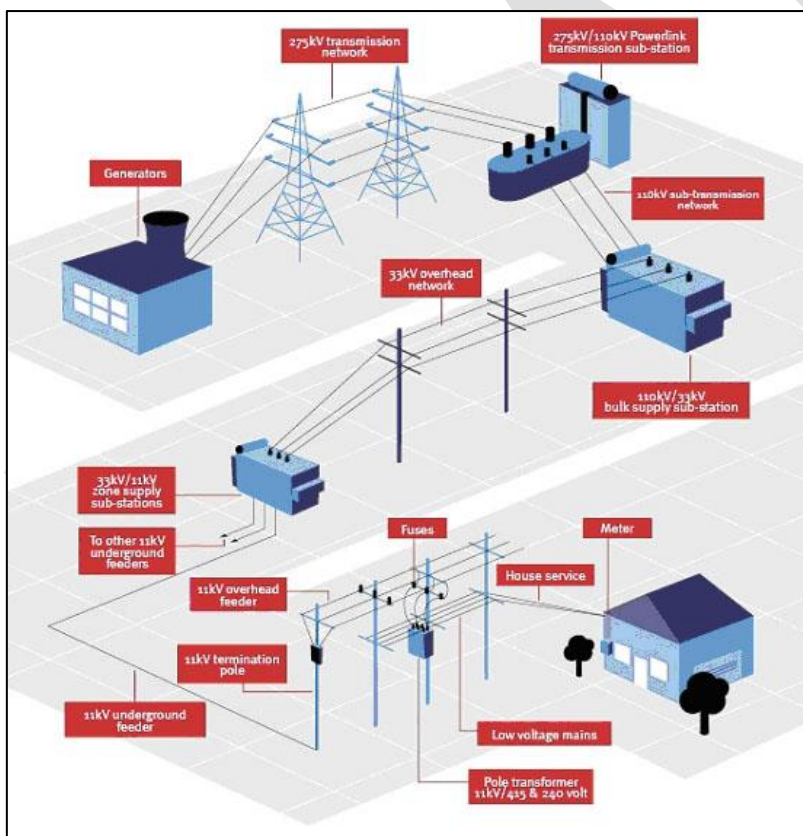 275kV transmission
network
275kV/110kV Powerlink
transmission sub-station
Generators
110kV sub-transmission
network
33kV overhead
network
110kV/33kV
bulk supply sub-station
33kV/11kV
zone supply
sub-stations
To other 11kV
underground
feeders
Fuses
Meter
House service
11kV overhead
feeder
11kV termination
pole
11kV underground
feeder
Low voltage mains
Pole transformer
11kV/415 & 240 volt